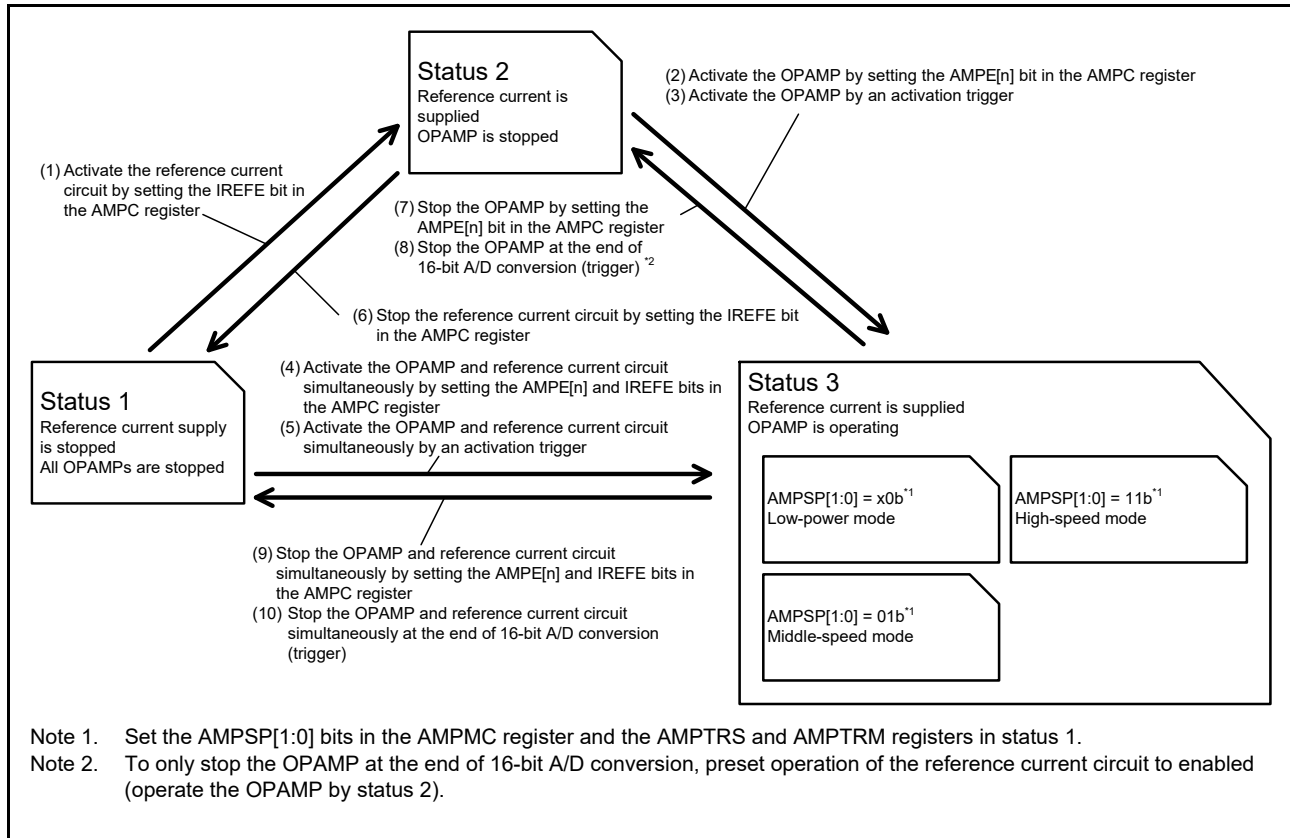 Status 2
Reference current is
supplied
OPAMP is stopped
(2) Activate the OPAMP by setting the AMPE[n] bit in the AMPC register
(3) Activate the OPAMP by an activation trigger
(1) Activate the reference current
circuit by setting the IREFE bit in
the AMPC register
(7) Stop the OPAMP by setting the
AMPE[n] bit in the AMPC register
(8) Stop the OPAMP at the end of
16-bit A/D conversion (trigger) *2
(6) Stop the reference current circuit by setting the IREFE bit
in the AMPC register
Status 1
Reference current supply
is stopped
All OPAMPs are stopped
(4) Activate the OPAMP and reference current circuit
simultaneously by setting the AMPE[n] and IREFE bits in
the AMPC register
(5) Activate the OPAMP and reference current circuit
simultaneously by an activation trigger
Status 3
Reference current is supplied
OPAMP is operating
AMPSP[1:0] = x0b*1
Low-power mode
AMPSP[1:0] = 11b*1
High-speed mode
AMPSP[1:0] = 01b*1
Middle-speed mode
(9) Stop the OPAMP and reference current circuit
simultaneously by setting the AMPE[n] and IREFE bits in
the AMPC register
(10) Stop the OPAMP and reference current circuit
simultaneously at the end of 16-bit A/D conversion
(trigger)
Note 1. Set the AMPSP[1:0] bits in the AMPMC register and the AMPTRS and AMPTRM registers in status 1.
Note 2. To only stop the OPAMP at the end of 16-bit A/D conversion, preset operation of the reference current circuit to enabled
(operate the OPAMP by status 2).